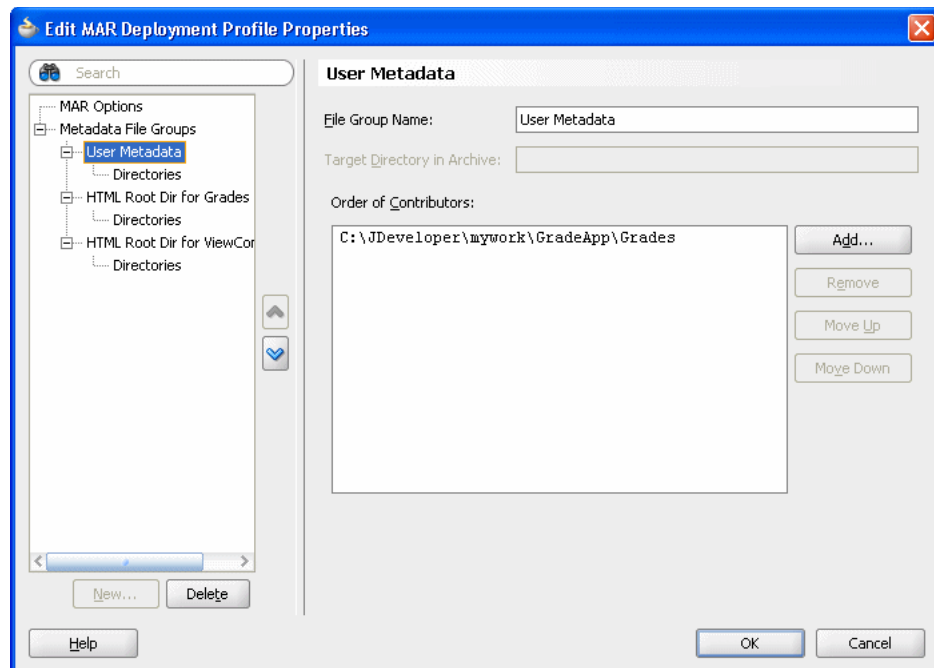 Edit MAR Deployment Profile Properties
Search
MAR Options
Metadata File Groups
User Metadata
Directories
HTML Root Dir for Grades
Directories
HTML Root Dir for ViewCor
Directories
New...
Delete
User Metadata
File Group Name:
User Metadata
Target Directory in Archive:
Order of Contributors:
C:\JDeveloper\mywork\GradeApp\Grades
Add...
Remove
Move Up
Move Down
Help
OK
Cancel